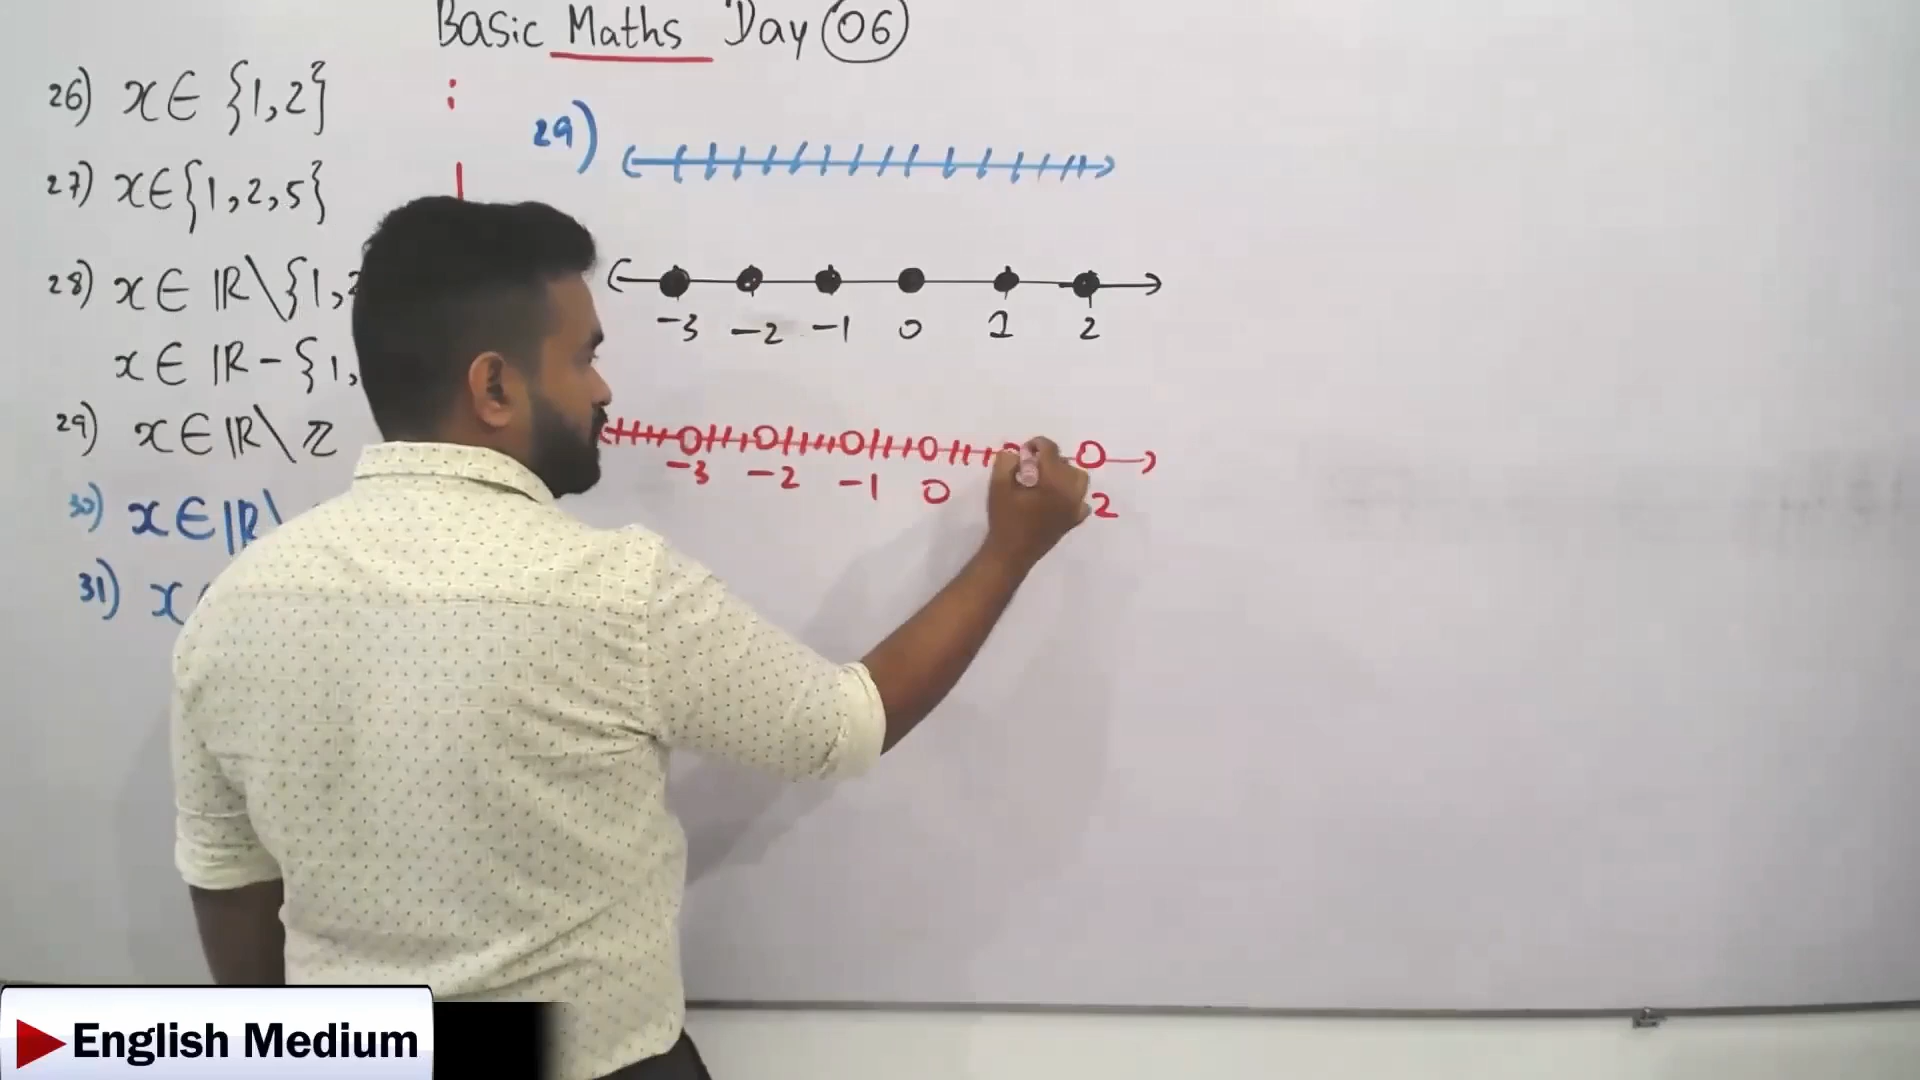 Basic Maths Day 06
26) x ∈ {1,2}
27) x ∈ {1,2,5}
28) x ∈ ℝ\{1,2
x ∈ ℝ - {1,
29) x ∈ ℝ\ℤ
30) x ∈ ℝ\
31) x
29)
-3 -2 -1 0 1 2
-3 -2 -1 0 2
English Medium